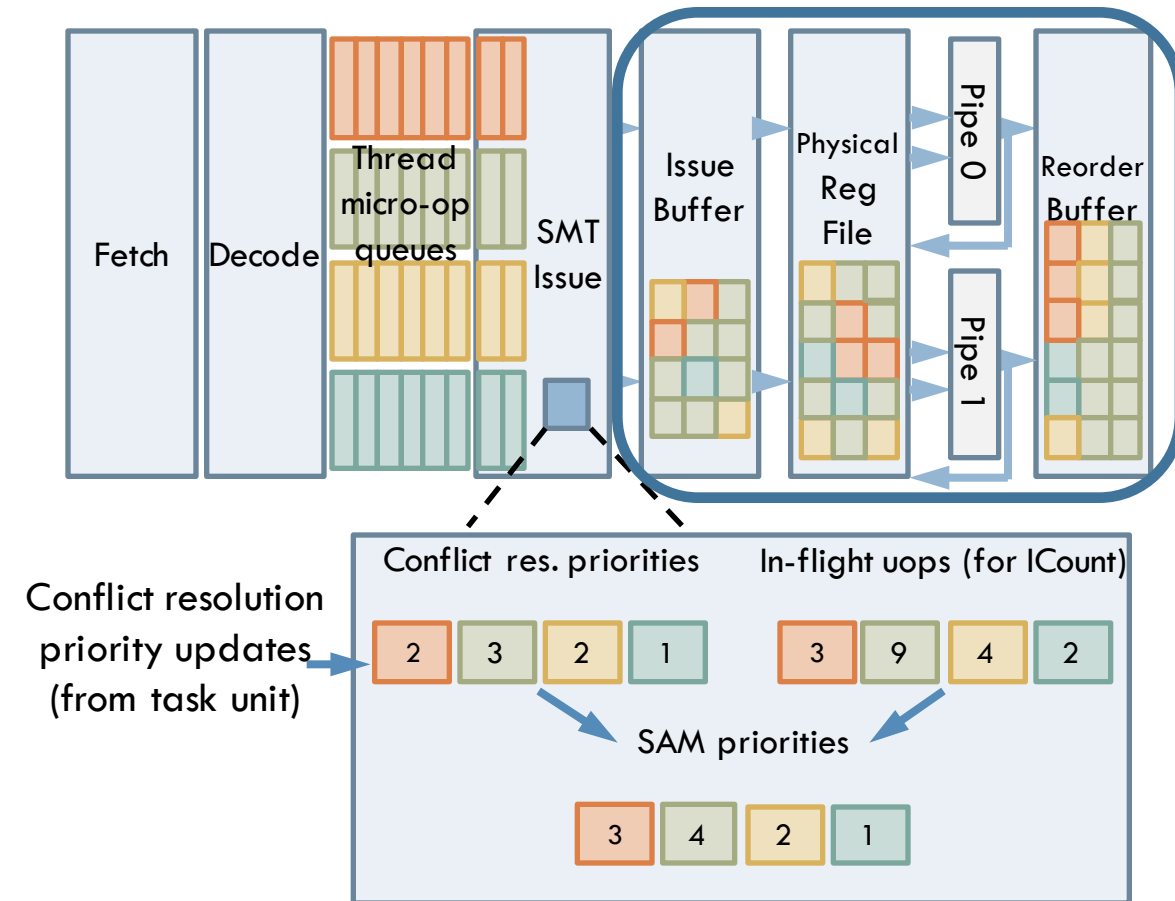 Fetch
Decode
Thread
micro-op
queues
SMT
Issue
Issue
Buffer
Physical
Reg
File
Pipe 0
Pipe 1
Reorder
Buffer
Conflict resolution
priority updates
(from task unit)
Conflict res. priorities
In-flight uops (for ICount)
2 3 2 1
3 9 4 2
SAM priorities
3 4 2 1